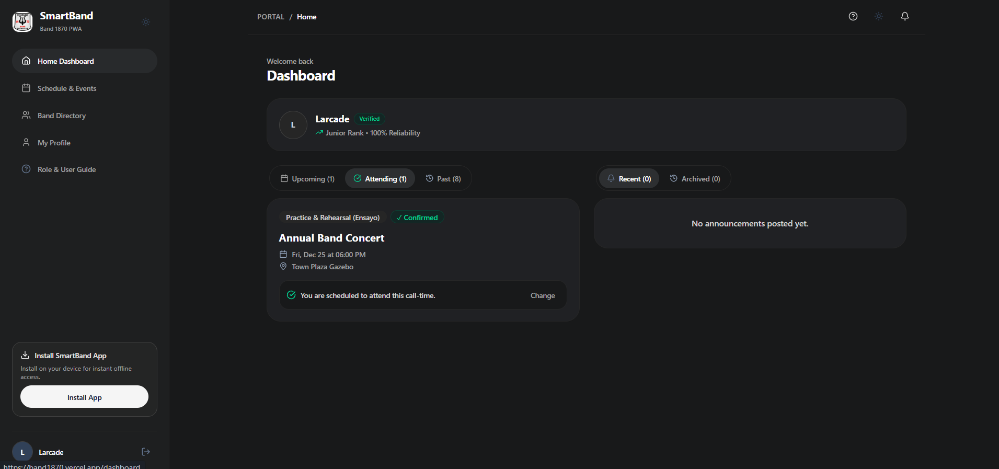 SmartBand
Band 1870 PWA
Home Dashboard
Schedule & Events
Band Directory
My Profile
Role & User Guide
Install SmartBand App
Install on your device for instant offline
access.
Install App
L
Larcade
https://band1870.vercel.app/dashboard
PORTAL / Home
Welcome back
Dashboard
L
Larcade
Verified
Junior Rank • 100% Reliability
Upcoming (1)
Attending (1)
Past (8)
Practice & Rehearsal (Ensayo)
✓ Confirmed
Annual Band Concert
Fri, Dec 25 at 06:00 PM
Town Plaza Gazebo
You are scheduled to attend this call-time.
Change
Recent (0)
Archived (0)
No announcements posted yet.